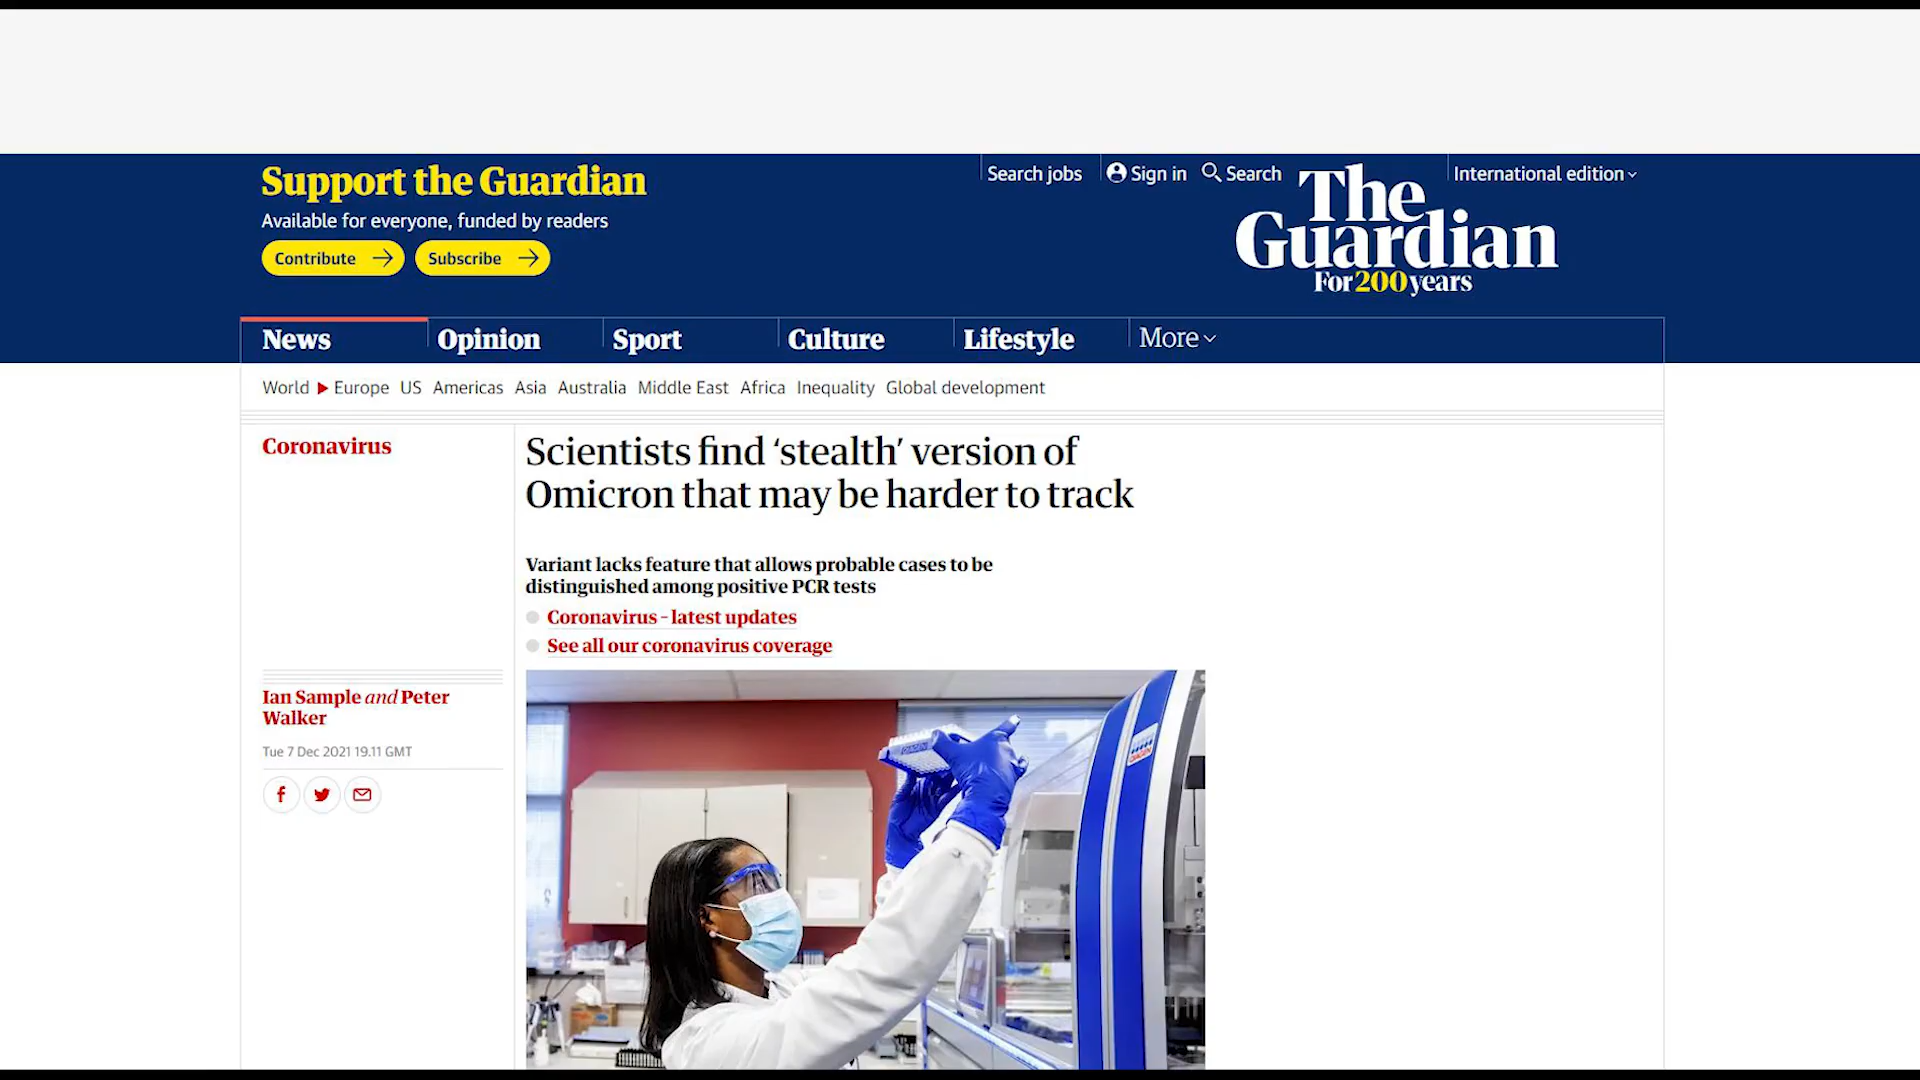 Support the Guardian
Available for everyone, funded by readers
Contribute
Subscribe
Search jobs
Sign in
Search
International edition
The
Guardian
For 200 years
News
Opinion
Sport
Culture
Lifestyle
More
World
Europe
US
Americas
Asia
Australia
Middle East
Africa
Inequality
Global development
Coronavirus
Scientists find ‘stealth’ version of
Omicron that may be harder to track
Variant lacks feature that allows probable cases to be
distinguished among positive PCR tests
Coronavirus – latest updates
See all our coronavirus coverage
Ian Sample and Peter
Walker
Tue 7 Dec 2021 19.11 GMT
QIAGEN